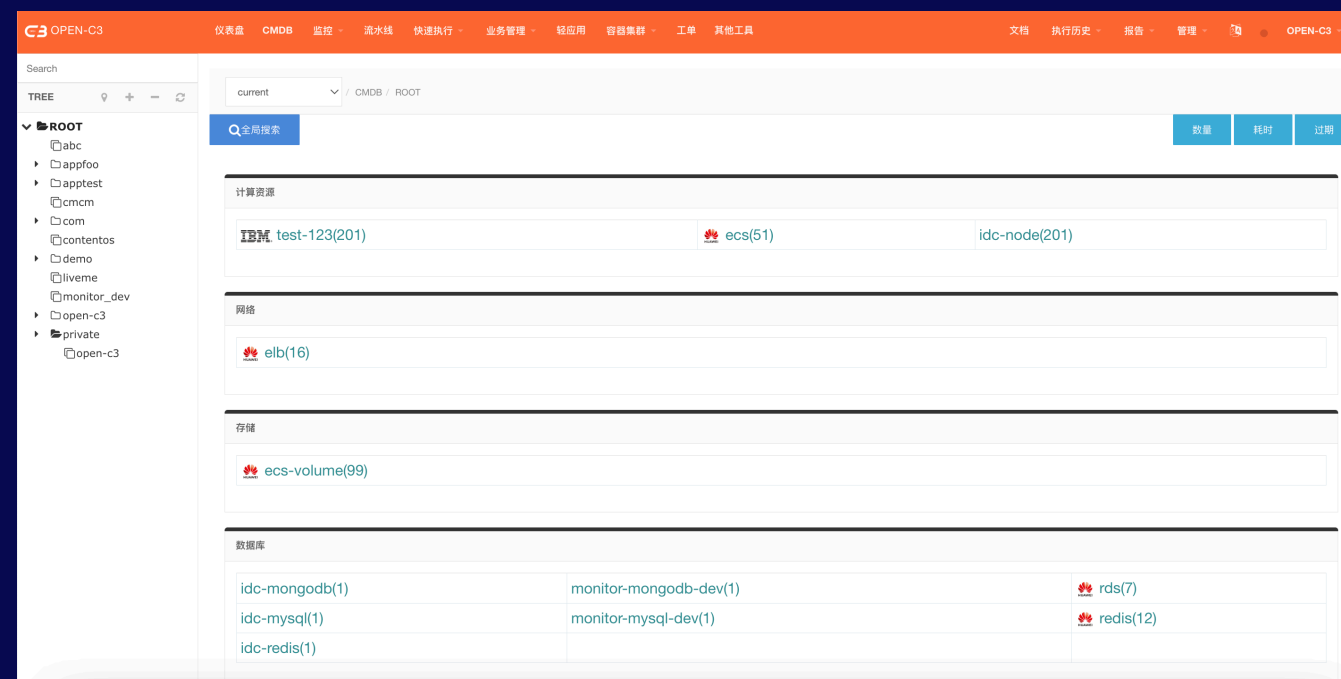 OPEN-C3 仪表盘 CMDB 监控 流水线 快速执行 业务管理 轻应用 容器集群 工单 其他工具 文档 执行历史 报告 管理 OPEN-C3
Search
TREE
current / CMDB / ROOT
ROOT
abc
appfoo
apptest
cmcm
com
contentos
demo
liveme
monitor_dev
open-c3
private
open-c3
全局搜索 数量 耗时 过期
计算资源
IBM test-123(201) HUAWEI ecs(51) idc-node(201)
网络
HUAWEI elb(16)
存储
HUAWEI ecs-volume(99)
数据库
idc-mongodb(1) monitor-mongodb-dev(1) HUAWEI rds(7)
idc-mysql(1) monitor-mysql-dev(1) HUAWEI redis(12)
idc-redis(1)